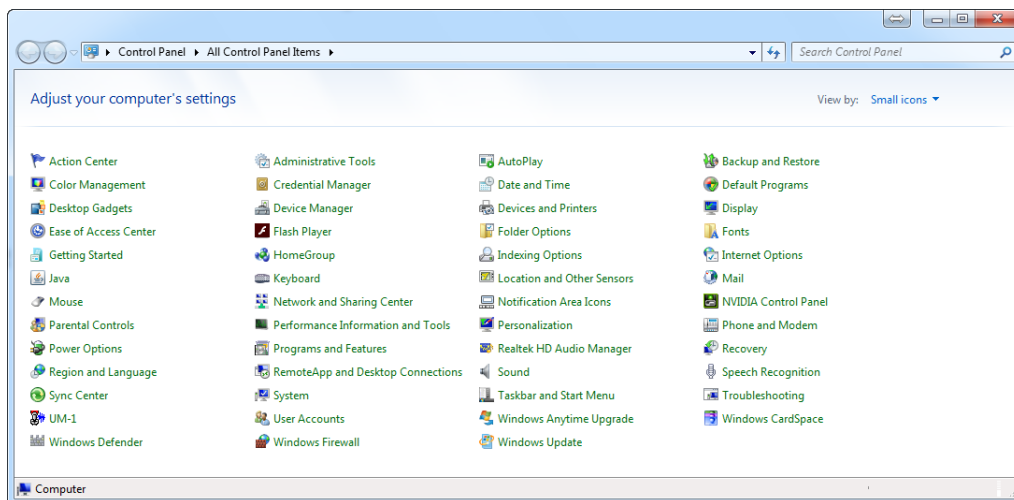 Control Panel All Control Panel Items Search Control Panel
Adjust your computer's settings View by: Small icons
Action Center Administrative Tools AutoPlay Backup and Restore
Color Management Credential Manager Date and Time Default Programs
Desktop Gadgets Device Manager Devices and Printers Display
Ease of Access Center Flash Player Folder Options Fonts
Getting Started HomeGroup Indexing Options Internet Options
Java Keyboard Location and Other Sensors Mail
Mouse Network and Sharing Center Notification Area Icons NVIDIA Control Panel
Parental Controls Performance Information and Tools Personalization Phone and Modem
Power Options Programs and Features Realtek HD Audio Manager Recovery
Region and Language RemoteApp and Desktop Connections Sound Speech Recognition
Sync Center System Taskbar and Start Menu Troubleshooting
UM-1 User Accounts Windows Anytime Upgrade Windows CardSpace
Windows Defender Windows Firewall Windows Update
Computer